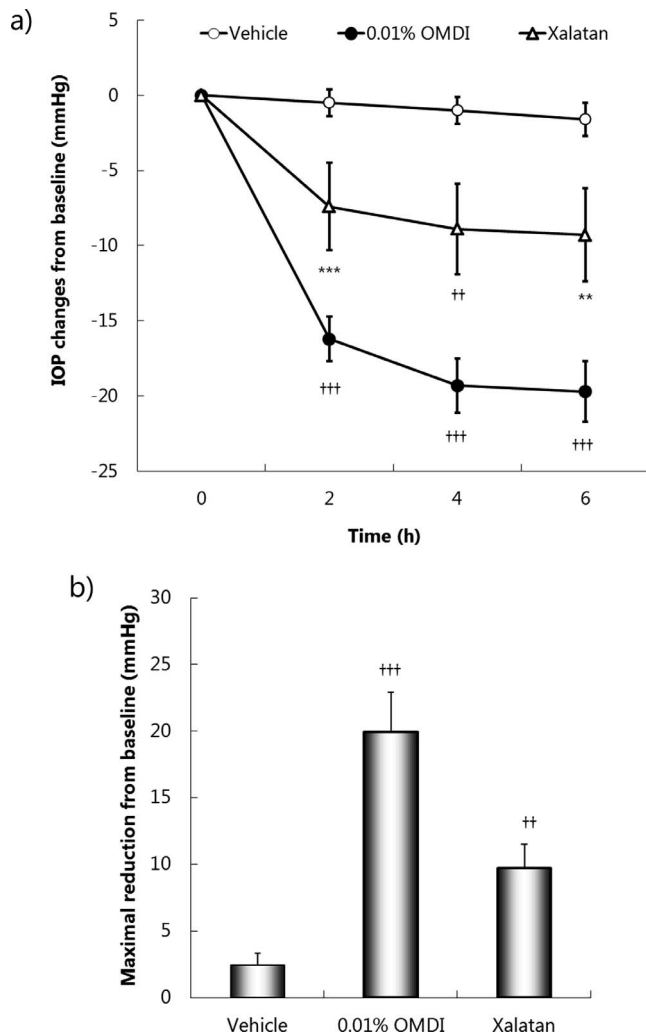 a)
Vehicle 0.01% OMDI Xalatan
IOP changes from baseline (mmHg)
5
0
-5
-10
-15
-20
-25
***
††
**
†††
†††
†††
0 2 4 6
Time (h)
b)
Maximal reduction from baseline (mmHg)
30
25
20
15
10
5
0
†††
††
Vehicle 0.01% OMDI Xalatan